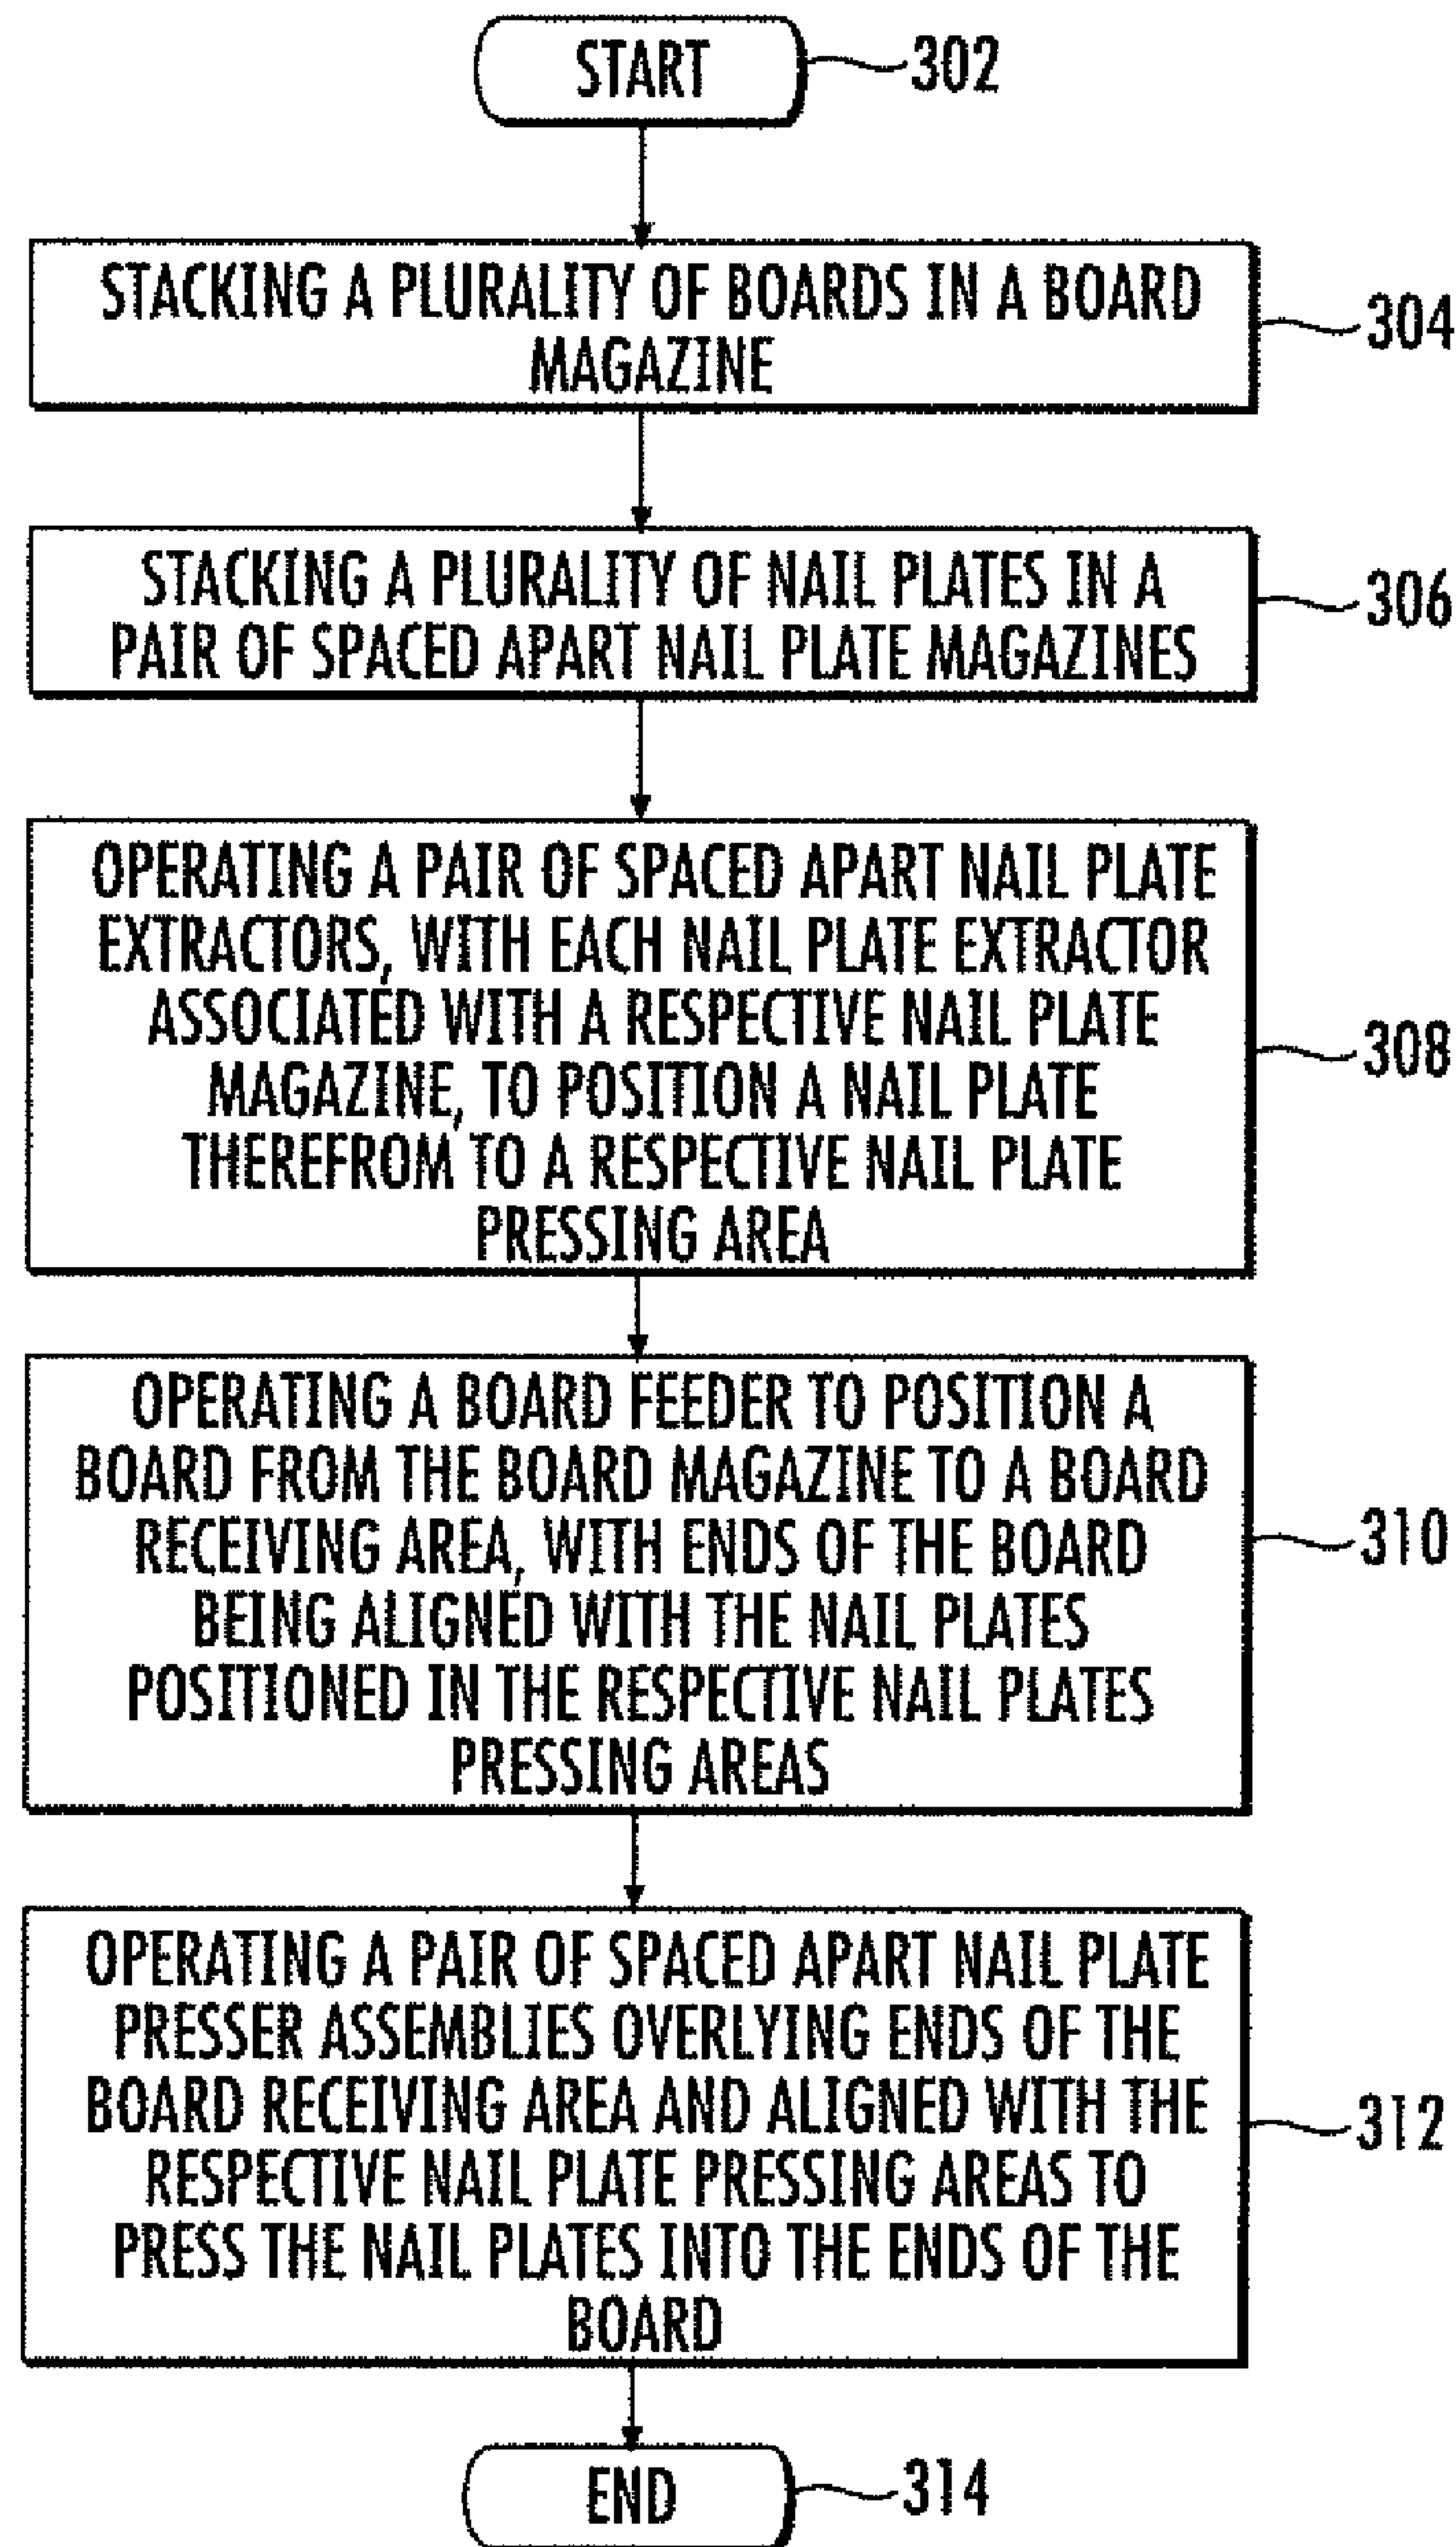 START
302
STACKING A PLURALITY OF BOARDS IN A BOARD
MAGAZINE
304
STACKING A PLURALITY OF NAIL PLATES IN A
PAIR OF SPACED APART NAIL PLATE MAGAZINES
306
OPERATING A PAIR OF SPACED APART NAIL PLATE
EXTRACTORS, WITH EACH NAIL PLATE EXTRACTOR
ASSOCIATED WITH A RESPECTIVE NAIL PLATE
MAGAZINE, TO POSITION A NAIL PLATE
THEREFROM TO A RESPECTIVE NAIL PLATE
PRESSING AREA
308
OPERATING A BOARD FEEDER TO POSITION A
BOARD FROM THE BOARD MAGAZINE TO A BOARD
RECEIVING AREA, WITH ENDS OF THE BOARD
BEING ALIGNED WITH THE NAIL PLATES
POSITIONED IN THE RESPECTIVE NAIL PLATES
PRESSING AREAS
310
OPERATING A PAIR OF SPACED APART NAIL PLATE
PRESSER ASSEMBLIES OVERLYING ENDS OF THE
BOARD RECEIVING AREA AND ALIGNED WITH THE
RESPECTIVE NAIL PLATE PRESSING AREAS TO
PRESS THE NAIL PLATES INTO THE ENDS OF THE
BOARD
312
END
314